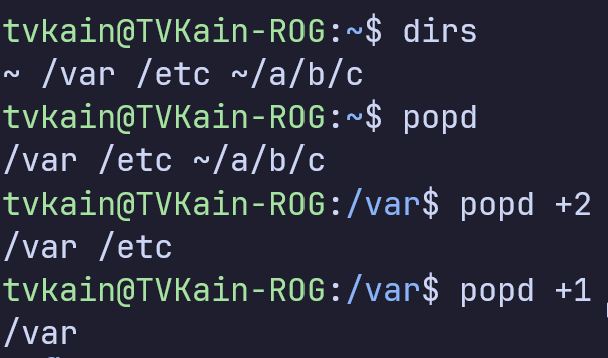 tvkain@TVKain-ROG:~$ dirs
~ /var /etc ~/a/b/c
tvkain@TVKain-ROG:~$ popd
/var /etc ~/a/b/c
tvkain@TVKain-ROG:/var$ popd +2
/var /etc
tvkain@TVKain-ROG:/var$ popd +1
/var